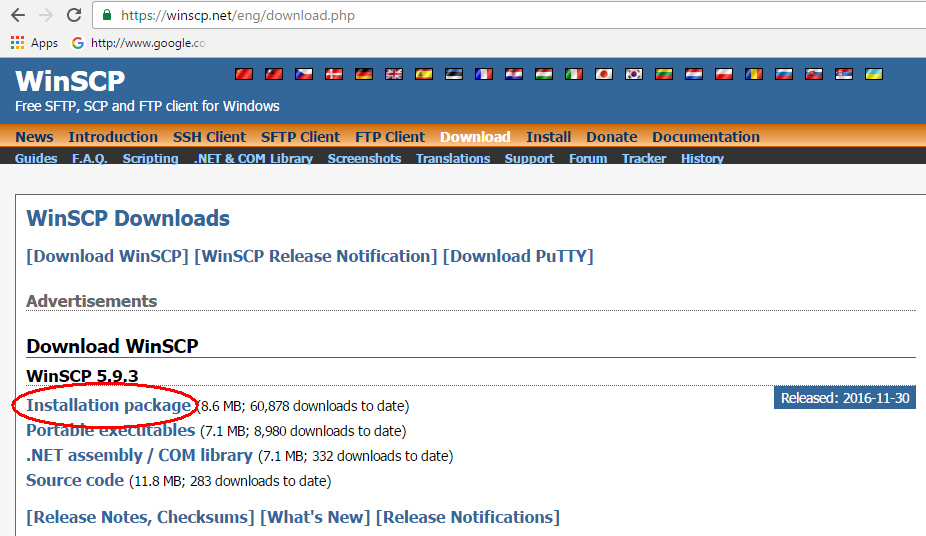 https://winscp.net/eng/download.php
Apps http://www.google.co
WinSCP
Free SFTP, SCP and FTP client for Windows
News Introduction SSH Client SFTP Client FTP Client Download Install Donate Documentation
Guides F.A.Q. Scripting .NET & COM Library Screenshots Translations Support Forum Tracker History
WinSCP Downloads
[Download WinSCP] [WinSCP Release Notification] [Download PuTTY]
Advertisements
Download WinSCP
WinSCP 5.9.3
Installation package (8.6 MB; 60,878 downloads to date)
Released: 2016-11-30
Portable executables (7.1 MB; 8,980 downloads to date)
.NET assembly / COM library (7.1 MB; 332 downloads to date)
Source code (11.8 MB; 283 downloads to date)
[Release Notes, Checksums] [What's New] [Release Notifications]